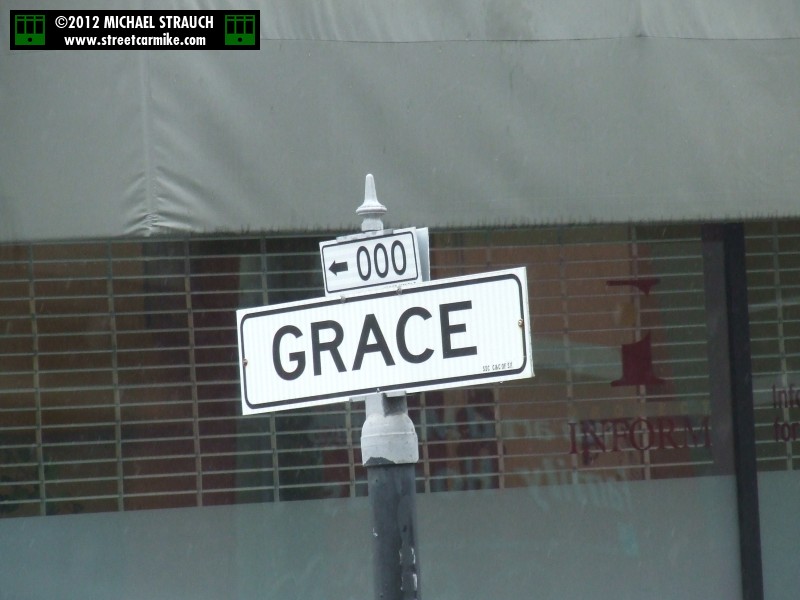 ©2012 MICHAEL STRAUCH
www.streetcarmike.com
000
GRACE
INFORM